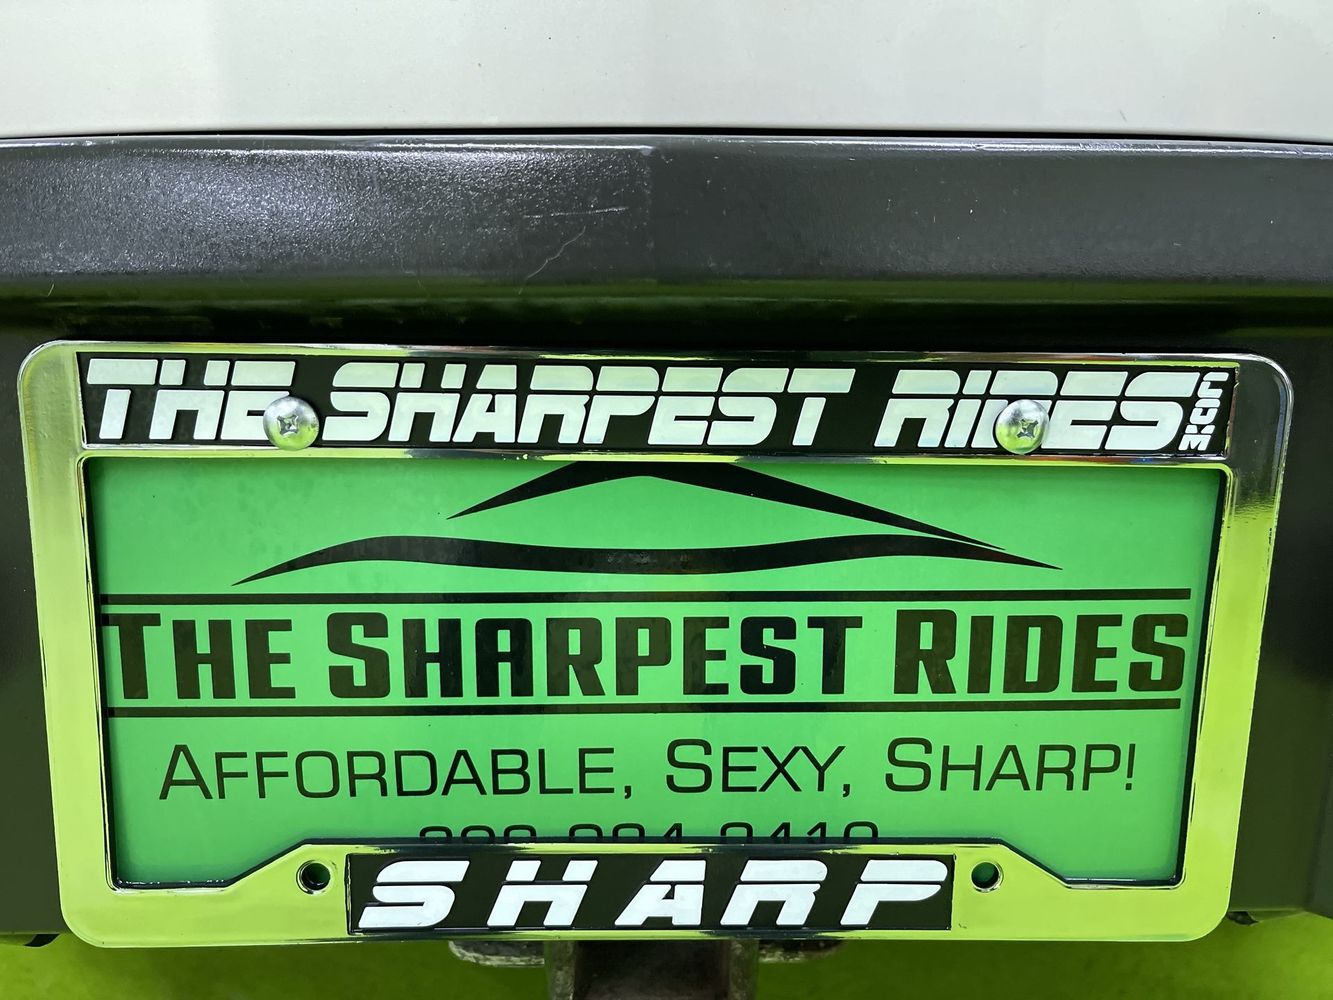 THE SHARPEST RIDES.COM
THE SHARPEST RIDES
AFFORDABLE, SEXY, SHARP!
SHARP